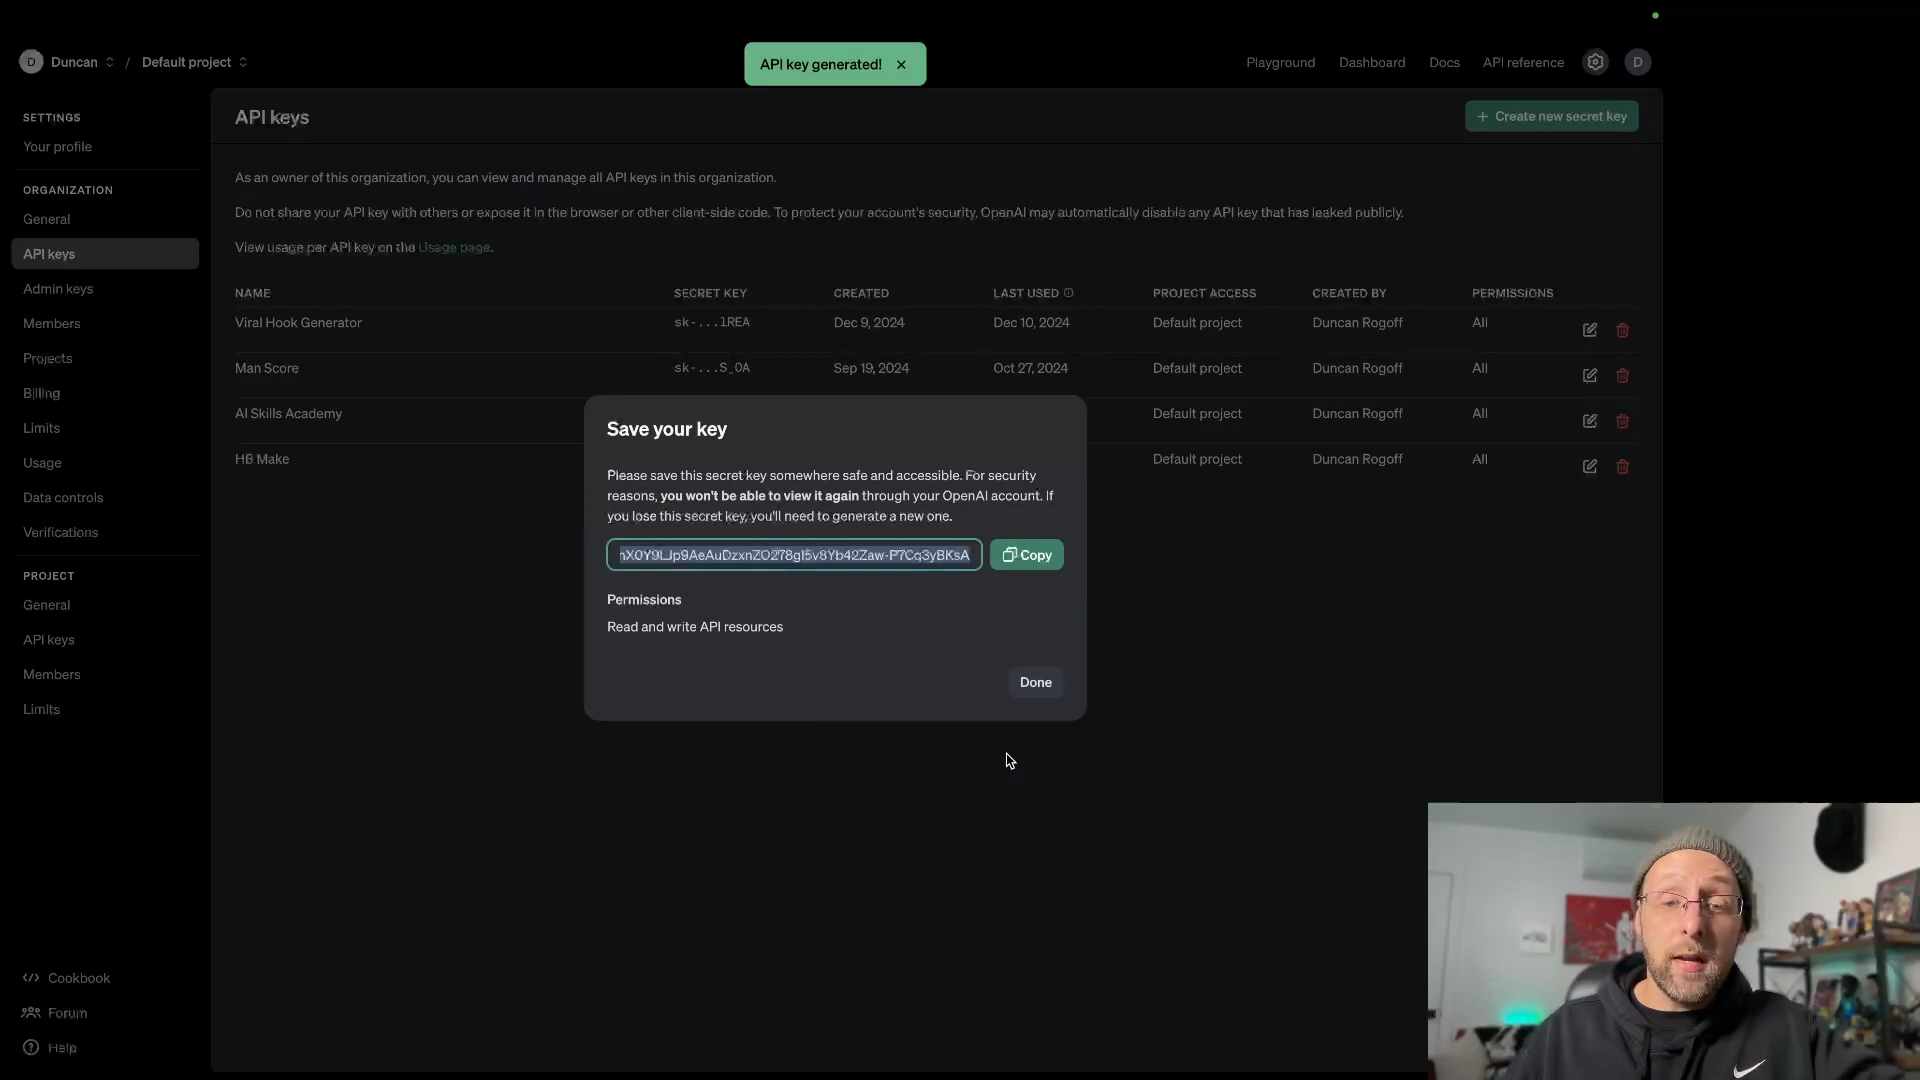 D Duncan / Default project
API key generated! ×
Playground
Dashboard
Docs
API reference
D
SETTINGS
Your profile
ORGANIZATION
General
API keys
Admin keys
Members
Projects
Billing
Limits
Usage
Data controls
Verifications
PROJECT
General
API keys
Members
Limits
Cookbook
Forum
Help
API keys
+ Create new secret key
As an owner of this organization, you can view and manage all API keys in this organization.
Do not share your API key with others or expose it in the browser or other client-side code. To protect your account's security, OpenAI may automatically disable any API key that has leaked publicly.
View usage per API key on the Usage page.
NAME SECRET KEY CREATED LAST USED PROJECT ACCESS CREATED BY PERMISSIONS
Viral Hook Generator sk-...lREA Dec 9, 2024 Dec 10, 2024 Default project Duncan Rogoff All
Man Score sk-...S_OA Sep 19, 2024 Oct 27, 2024 Default project Duncan Rogoff All
AI Skills Academy Default project Duncan Rogoff All
HB Make Default project Duncan Rogoff All
Save your key
Please save this secret key somewhere safe and accessible. For security
reasons, you won't be able to view it again through your OpenAI account. If
you lose this secret key, you'll need to generate a new one.
Copy
Permissions
Read and write API resources
Done